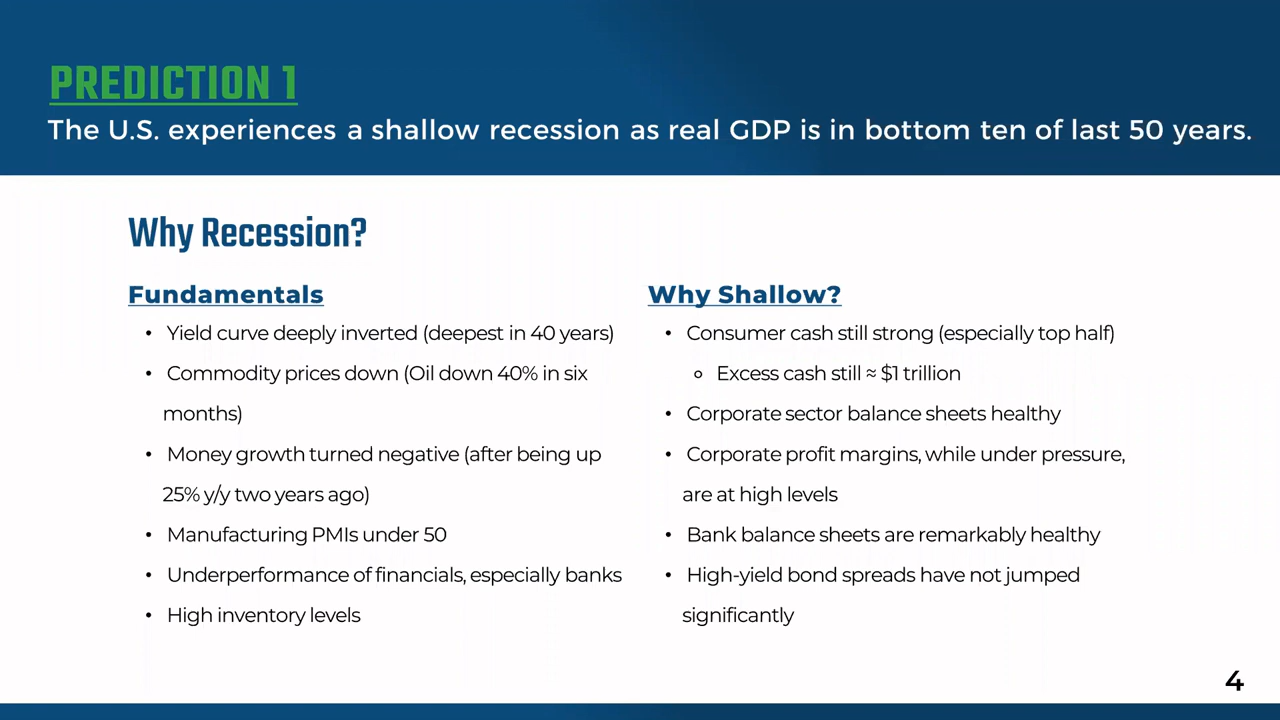 PREDICTION 1
The U.S. experiences a shallow recession as real GDP is in bottom ten of last 50 years.
Why Recession?
Fundamentals
• Yield curve deeply inverted (deepest in 40 years)
• Commodity prices down (Oil down 40% in six
months)
• Money growth turned negative (after being up
25% y/y two years ago)
• Manufacturing PMIs under 50
• Underperformance of financials, especially banks
• High inventory levels
Why Shallow?
• Consumer cash still strong (especially top half)
◦ Excess cash still ≈ $1 trillion
• Corporate sector balance sheets healthy
• Corporate profit margins, while under pressure,
are at high levels
• Bank balance sheets are remarkably healthy
• High-yield bond spreads have not jumped
significantly
4